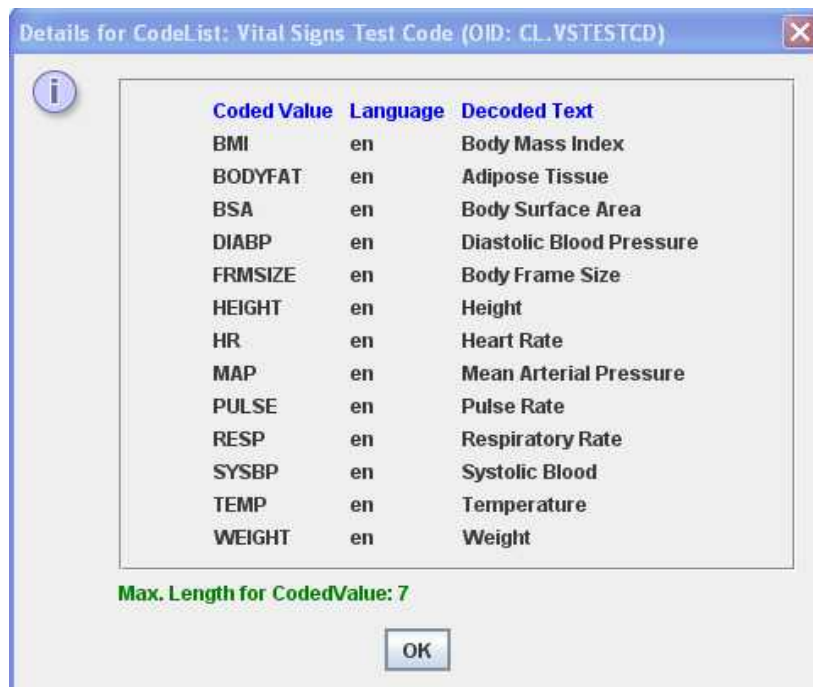 Details for CodeList: Vital Signs Test Code (OID: CL.VSTESTCD)
Coded Value Language Decoded Text
BMI en Body Mass Index
BODYFAT en Adipose Tissue
BSA en Body Surface Area
DIABP en Diastolic Blood Pressure
FRMSIZE en Body Frame Size
HEIGHT en Height
HR en Heart Rate
MAP en Mean Arterial Pressure
PULSE en Pulse Rate
RESP en Respiratory Rate
SYSBP en Systolic Blood
TEMP en Temperature
WEIGHT en Weight
Max. Length for CodedValue: 7
OK